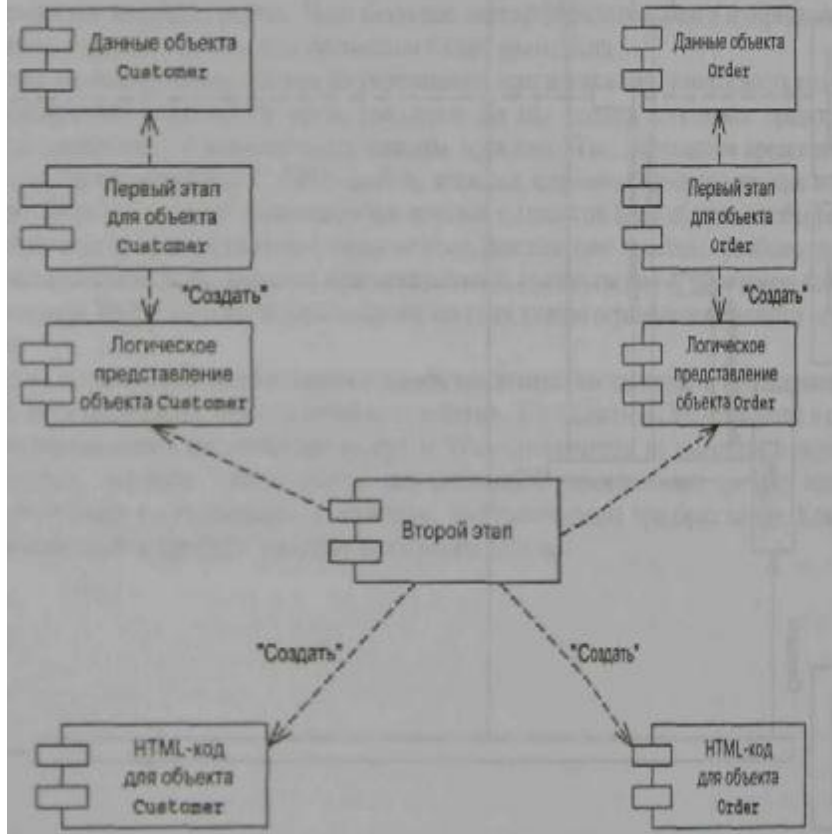 Данные объекта
Customer
Данные объекта
Order
Первый этап
для объекта
Customer
Первый этап
для объекта
Order
"Создать"
"Создать"
Логическое
представление
объекта Customer
Логическое
представление
объекта Order
Второй этап
"Создать"
"Создать"
HTML-код
для объекта
Customer
HTML-код
для объекта
Order